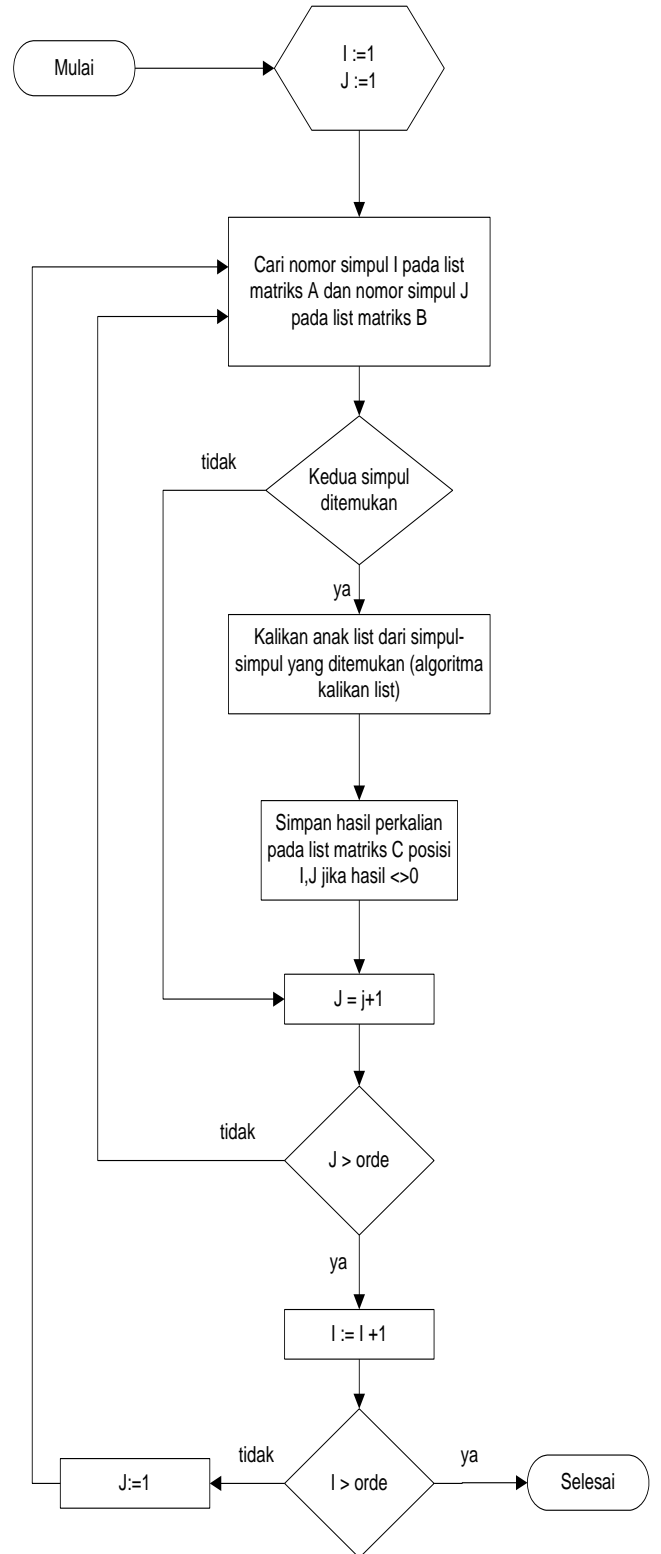 Mulai
I :=1
J :=1
Cari nomor simpul I pada list
matriks A dan nomor simpul J
pada list matriks B
tidak
Kedua simpul
ditemukan
ya
Kalikan anak list dari simpul-
simpul yang ditemukan (algoritma
kalikan list)
Simpan hasil perkalian
pada list matriks C posisi
I,J jika hasil <>0
J = j+1
tidak
J > orde
ya
I := I +1
J:=1
tidak
I > orde
ya
Selesai